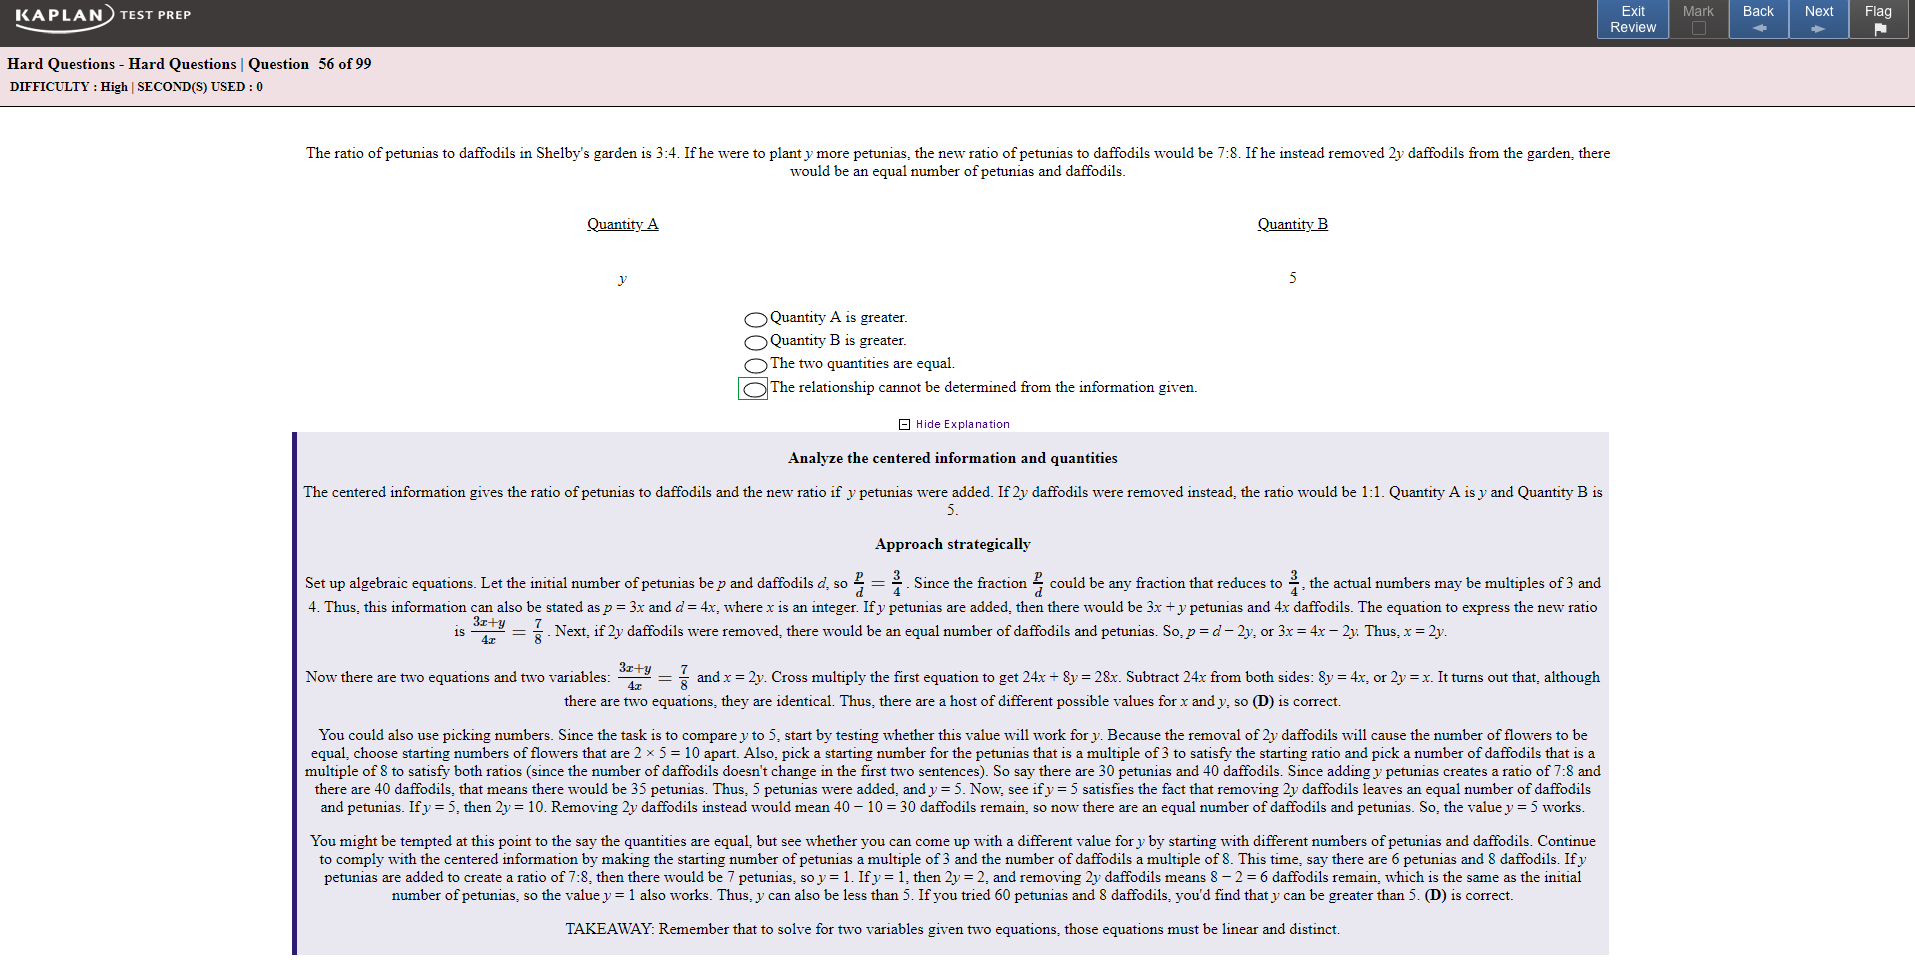 KAPLAN TEST PREP
Exit Review
Mark
Back
Next
Flag
Hard Questions - Hard Questions | Question 56 of 99
DIFFICULTY : High | SECOND(S) USED : 0
The ratio of petunias to daffodils in Shelby's garden is 3:4. If he were to plant y more petunias, the new ratio of petunias to daffodils would be 7:8. If he instead removed 2y daffodils from the garden, there
would be an equal number of petunias and daffodils.
Quantity A
Quantity B
y
5
Quantity A is greater.
Quantity B is greater.
The two quantities are equal.
The relationship cannot be determined from the information given.
Hide Explanation
Analyze the centered information and quantities
The centered information gives the ratio of petunias to daffodils and the new ratio if y petunias were added. If 2y daffodils were removed instead, the ratio would be 1:1. Quantity A is y and Quantity B is
5.
Approach strategically
Set up algebraic equations. Let the initial number of petunias be p and daffodils d, so p/d = 3/4. Since the fraction p/d could be any fraction that reduces to 3/4, the actual numbers may be multiples of 3 and
4. Thus, this information can also be stated as p = 3x and d = 4x, where x is an integer. If y petunias are added, then there would be 3x + y petunias and 4x daffodils. The equation to express the new ratio
is (3x+y)/4x = 7/8. Next, if 2y daffodils were removed, there would be an equal number of daffodils and petunias. So, p = d − 2y, or 3x = 4x − 2y. Thus, x = 2y.
Now there are two equations and two variables: (3x+y)/4x = 7/8 and x = 2y. Cross multiply the first equation to get 24x + 8y = 28x. Subtract 24x from both sides: 8y = 4x, or 2y = x. It turns out that, although
there are two equations, they are identical. Thus, there are a host of different possible values for x and y, so (D) is correct.
You could also use picking numbers. Since the task is to compare y to 5, start by testing whether this value will work for y. Because the removal of 2y daffodils will cause the number of flowers to be
equal, choose starting numbers of flowers that are 2 × 5 = 10 apart. Also, pick a starting number for the petunias that is a multiple of 3 to satisfy the starting ratio and pick a number of daffodils that is a
multiple of 8 to satisfy both ratios (since the number of daffodils doesn't change in the first two sentences). So say there are 30 petunias and 40 daffodils. Since adding y petunias creates a ratio of 7:8 and
there are 40 daffodils, that means there would be 35 petunias. Thus, 5 petunias were added, and y = 5. Now, see if y = 5 satisfies the fact that removing 2y daffodils leaves an equal number of daffodils
and petunias. If y = 5, then 2y = 10. Removing 2y daffodils instead would mean 40 − 10 = 30 daffodils remain, so now there are an equal number of daffodils and petunias. So, the value y = 5 works.
You might be tempted at this point to the say the quantities are equal, but see whether you can come up with a different value for y by starting with different numbers of petunias and daffodils. Continue
to comply with the centered information by making the starting number of petunias a multiple of 3 and the number of daffodils a multiple of 8. This time, say there are 6 petunias and 8 daffodils. If y
petunias are added to create a ratio of 7:8, then there would be 7 petunias, so y = 1. If y = 1, then 2y = 2, and removing 2y daffodils means 8 − 2 = 6 daffodils remain, which is the same as the initial
number of petunias, so the value y = 1 also works. Thus, y can also be less than 5. If you tried 60 petunias and 8 daffodils, you'd find that y can be greater than 5. (D) is correct.
TAKEAWAY: Remember that to solve for two variables given two equations, those equations must be linear and distinct.